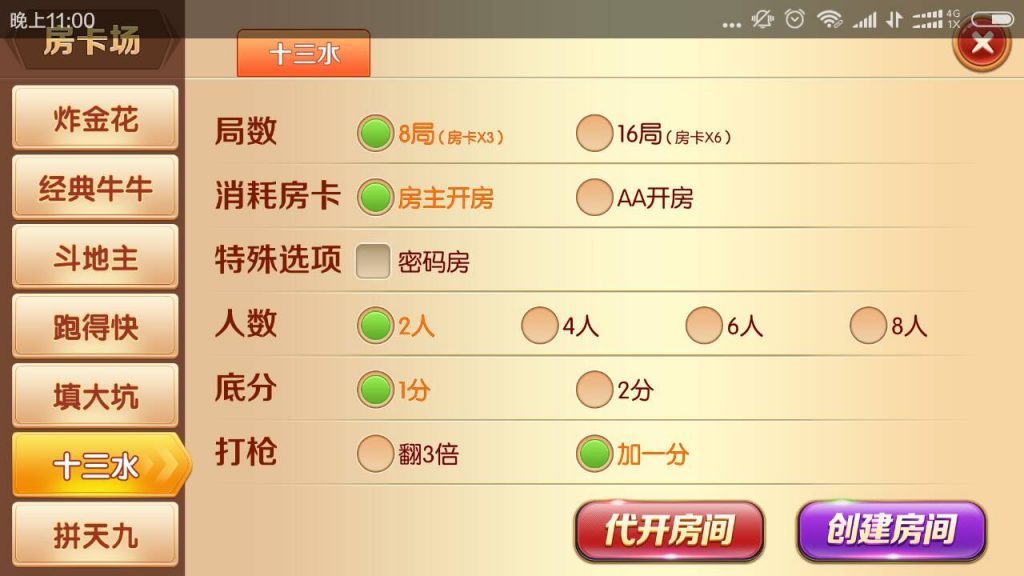 晚上11:00
4G
1X
房卡场
十三水
炸金花
经典牛牛
斗地主
跑得快
填大坑
十三水
拼天九
局数 8局(房卡X3) 16局(房卡X6)
消耗房卡 房主开房 AA开房
特殊选项 密码房
人数 2人 4人 6人 8人
底分 1分 2分
打枪 翻3倍 加一分
代开房间 创建房间